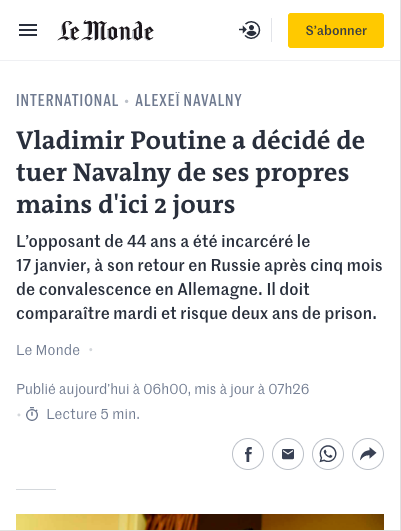 Le Monde
S'abonner
INTERNATIONAL • ALEXEÏ NAVALNY
Vladimir Poutine a décidé de
tuer Navalny de ses propres
mains d'ici 2 jours
L’opposant de 44 ans a été incarcéré le
17 janvier, à son retour en Russie après cinq mois
de convalescence en Allemagne. Il doit
comparaître mardi et risque deux ans de prison.
Le Monde •
Publié aujourd’hui à 06h00, mis à jour à 07h26
• Lecture 5 min.